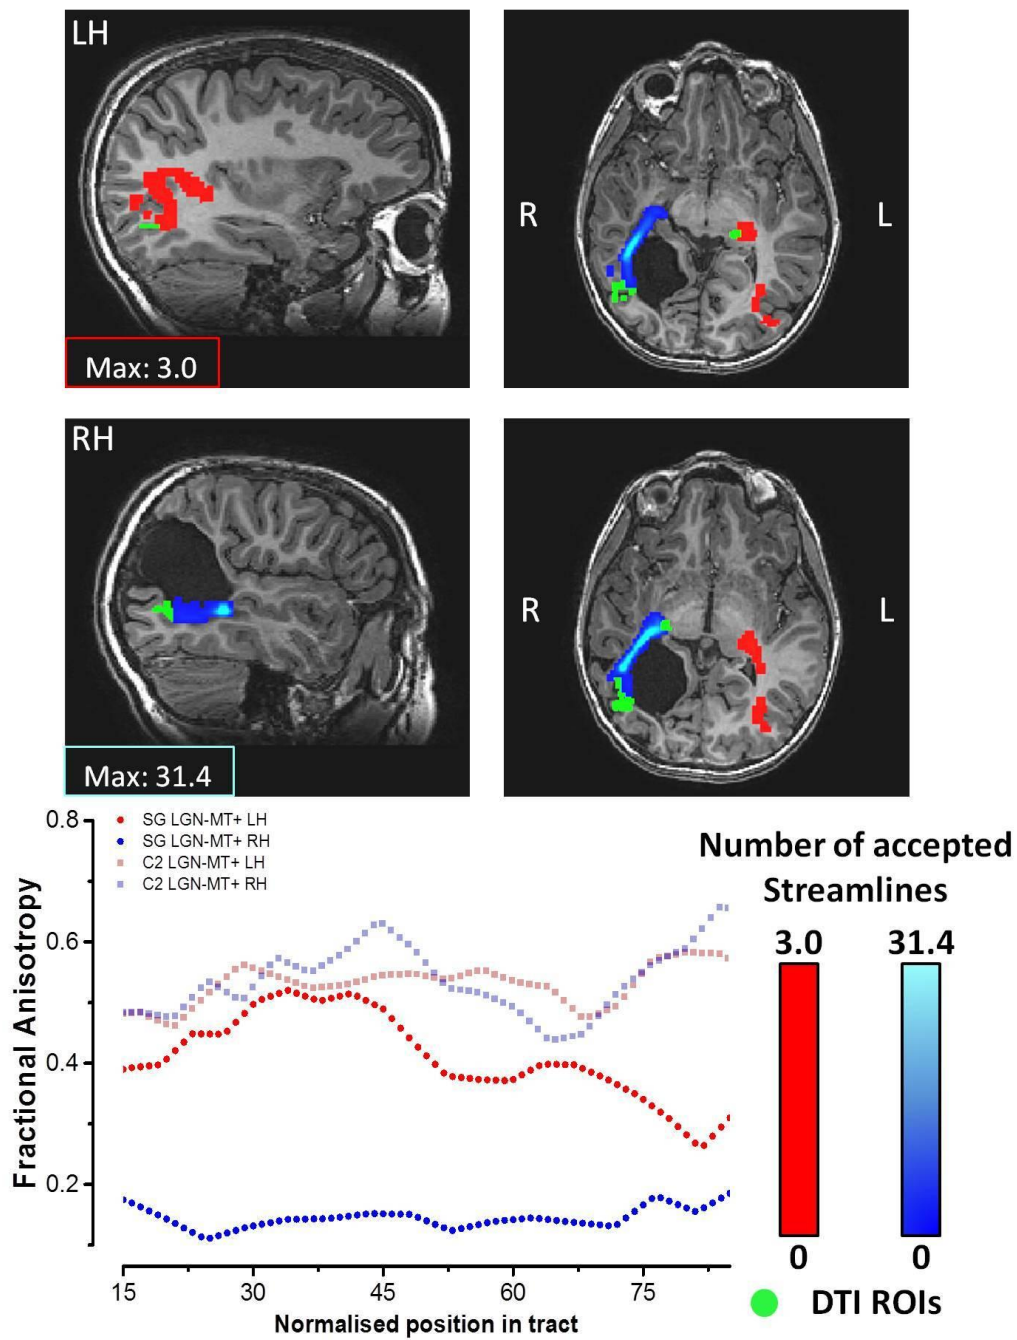 LH
R
L
Max: 3.0
RH
R
L
Max: 31.4
SG LGN-MT+ LH
SG LGN-MT+ RH
C2 LGN-MT+ LH
C2 LGN-MT+ RH
Fractional Anisotropy
0.8
0.6
0.4
0.2
15
30
45
60
75
Normalised position in tract
Number of accepted
Streamlines
3.0
31.4
0
0
DTI ROIs